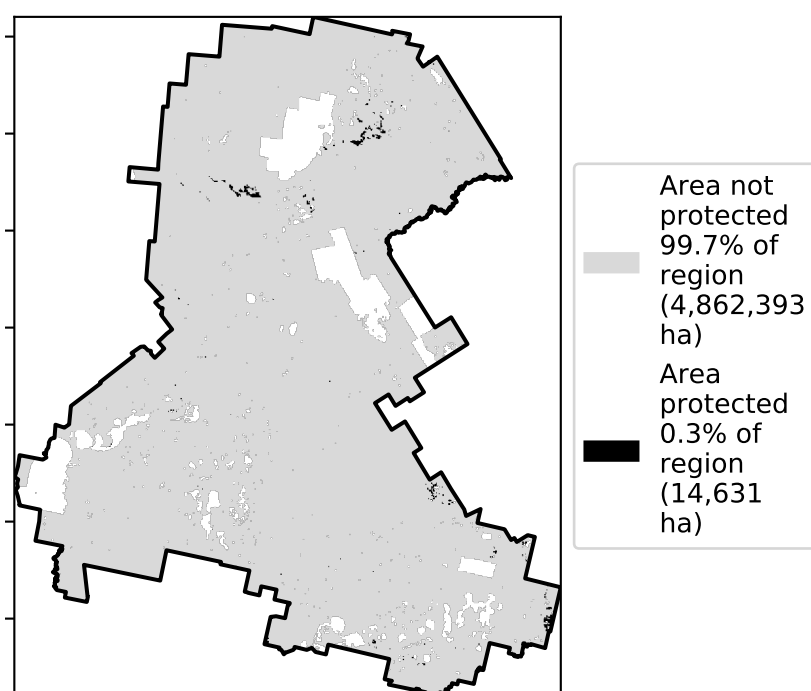 Area not
protected
99.7% of
region
(4,862,393
ha)
Area
protected
0.3% of
region
(14,631
ha)